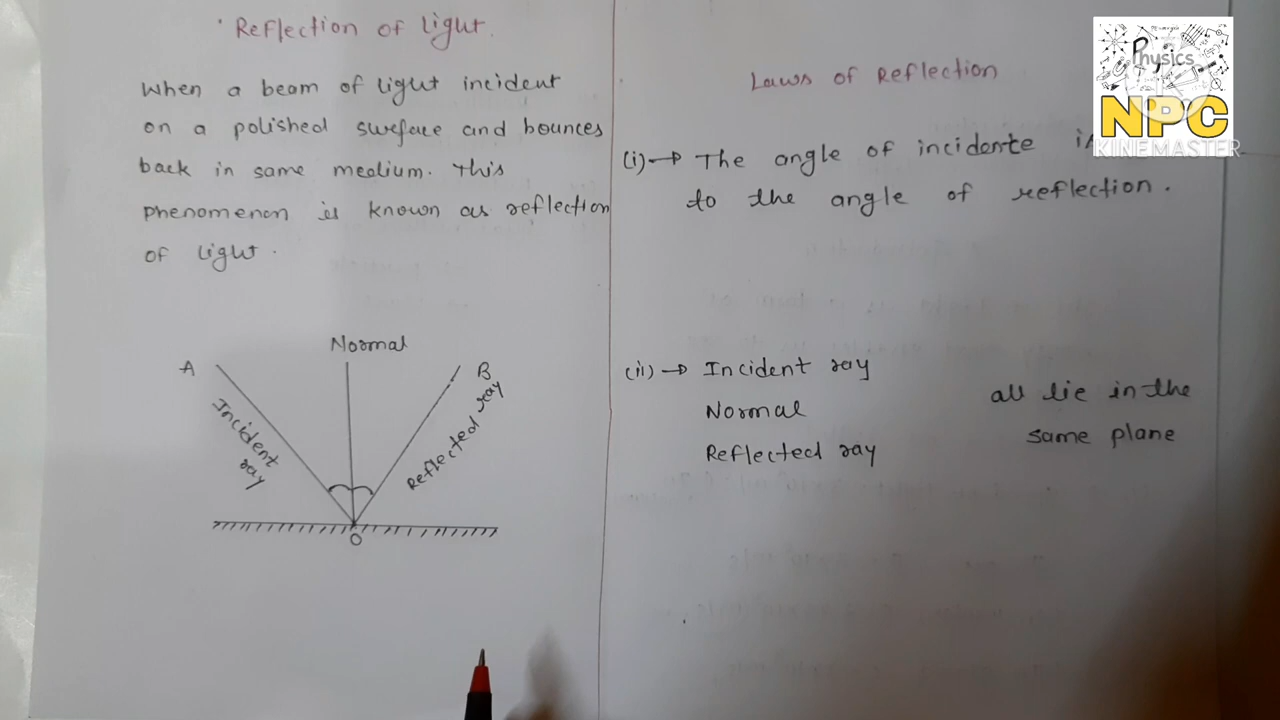 Reflection of light.
When a beam of light incident
on a polished surface and bounces
back in same medium. This
phenomenon is known as reflection
of light.
Normal
A
B
Incident
ray
Reflected ray
O
Laws of Reflection
(i)→ The angle of incidente
to the angle of reflection.
(ii)→ Incident ray
Normal
Reflected ray
all lie in the
same plane
Physics
NPC
KINEMASTER